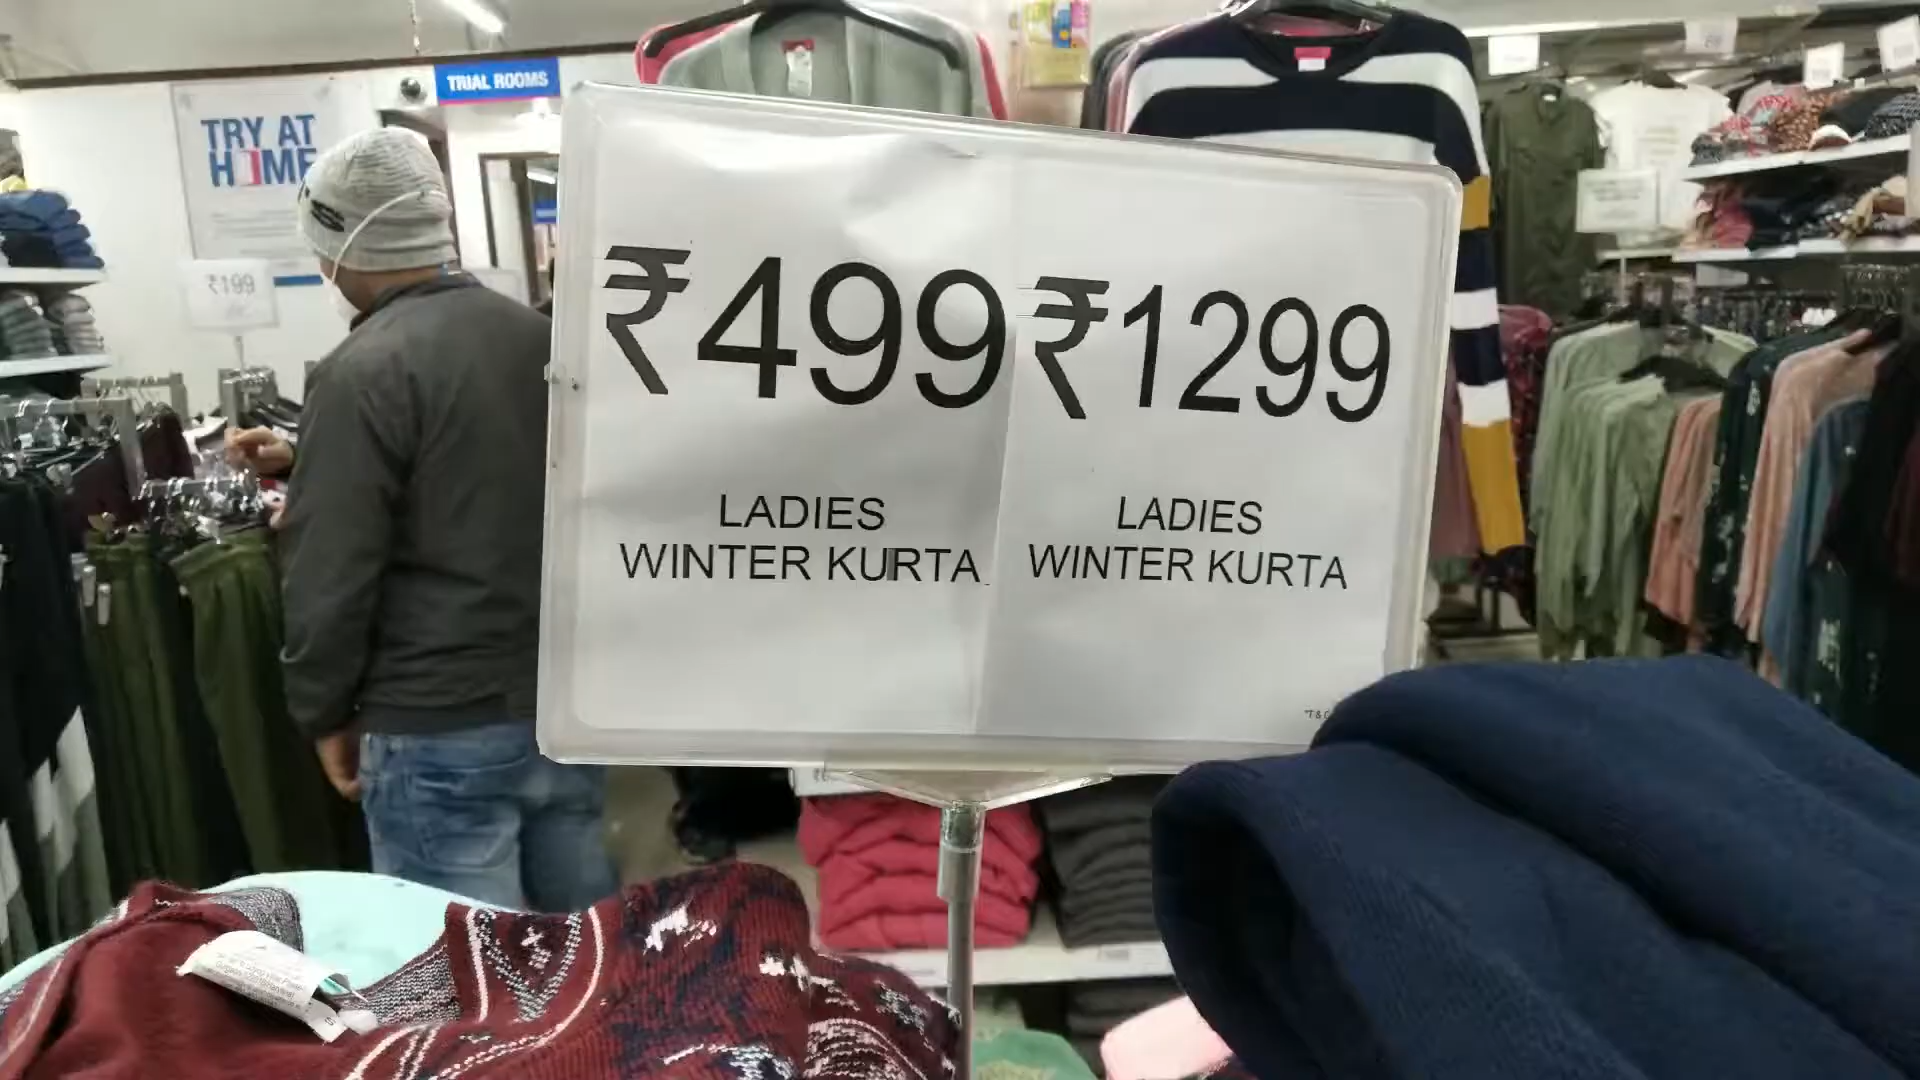 TRIAL ROOMS
TRY AT
HOME
₹199
₹499
LADIES
WINTER KURTA
₹1299
LADIES
WINTER KURTA